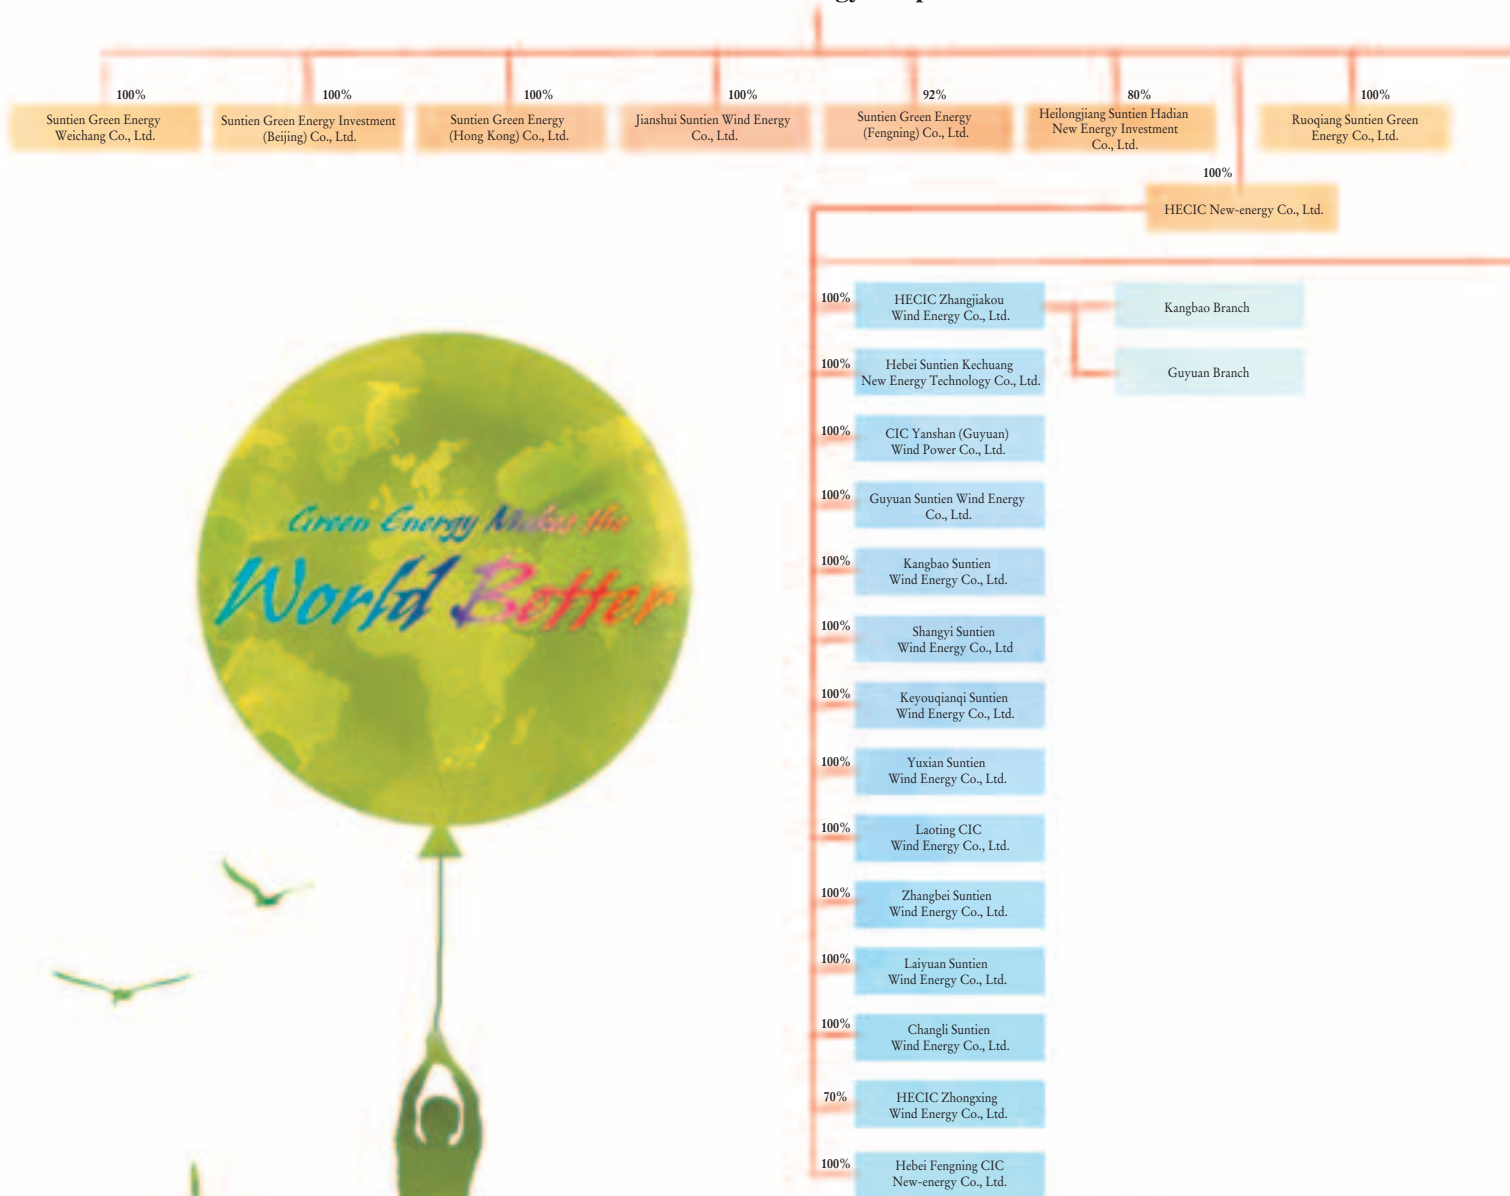 100%
Suntien Green Energy
Weichang Co., Ltd.
100%
Suntien Green Energy Investment
(Beijing) Co., Ltd.
100%
Suntien Green Energy
(Hong Kong) Co., Ltd.
100%
Jianshui Suntien Wind Energy
Co., Ltd.
92%
Suntien Green Energy
(Fengning) Co., Ltd.
80%
Heilongjiang Suntien Hadian
New Energy Investment
Co., Ltd.
100%
Ruoqiang Suntien Green
Energy Co., Ltd.
100%
HECIC New-energy Co., Ltd.
100%
HECIC Zhangjiakou
Wind Energy Co., Ltd.
Kangbao Branch
Guyuan Branch
100%
Hebei Suntien Kechuang
New Energy Technology Co., Ltd.
100%
CIC Yanshan (Guyuan)
Wind Power Co., Ltd.
100%
Guyuan Suntien Wind Energy
Co., Ltd.
100%
Kangbao Suntien
Wind Energy Co., Ltd.
100%
Shangyi Suntien
Wind Energy Co., Ltd
100%
Keyouqianqi Suntien
Wind Energy Co., Ltd.
100%
Yuxian Suntien
Wind Energy Co., Ltd.
100%
Laoting CIC
Wind Energy Co., Ltd.
100%
Zhangbei Suntien
Wind Energy Co., Ltd.
100%
Laiyuan Suntien
Wind Energy Co., Ltd.
100%
Changli Suntien
Wind Energy Co., Ltd.
70%
HECIC Zhongxing
Wind Energy Co., Ltd.
100%
Hebei Fengning CIC
New-energy Co., Ltd.
Green Energy Makes the
World Better